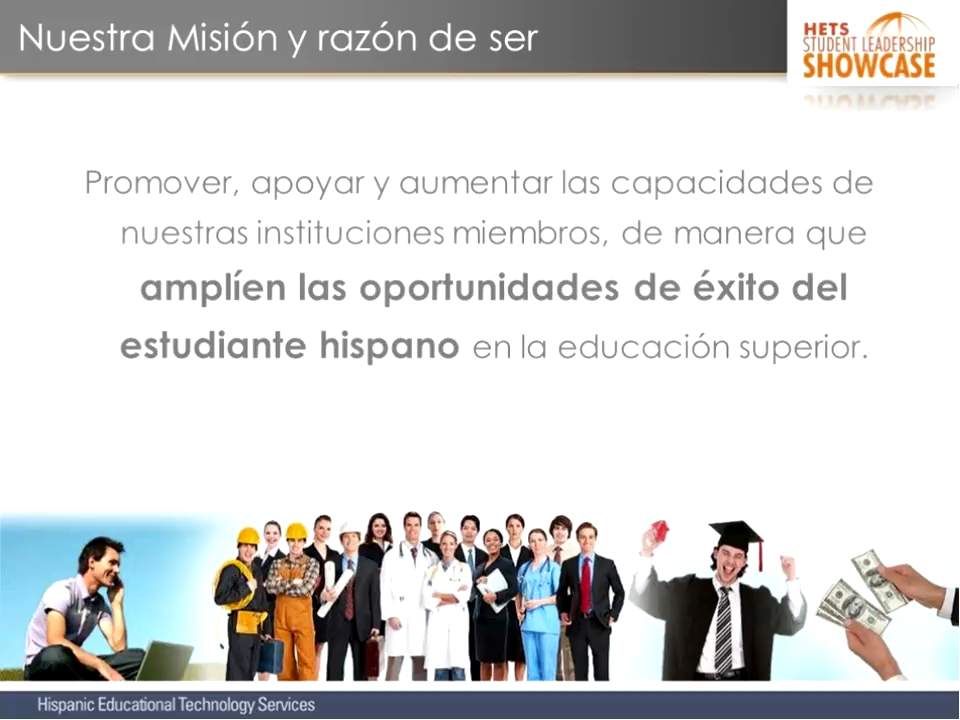 Nuestra Misión y razón de ser
HETS
STUDENT LEADERSHIP
SHOWCASE
Promover, apoyar y aumentar las capacidades de
nuestras instituciones miembros, de manera que
amplíen las oportunidades de éxito del
estudiante hispano en la educación superior.
Hispanic Educational Technology Services